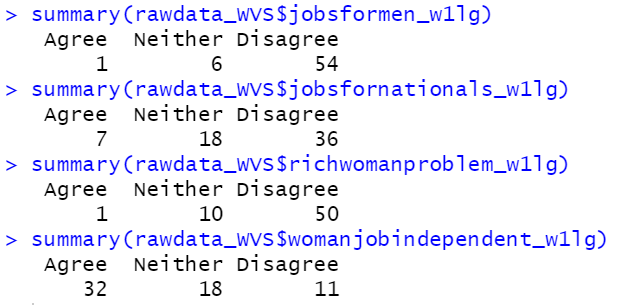 > summary(rawdata_WVS$jobsformen_w1lg)
   Agree  Neither Disagree
       1        6       54
> summary(rawdata_WVS$jobsfornationals_w1lg)
   Agree  Neither Disagree
       7       18       36
> summary(rawdata_WVS$richwomanproblem_w1lg)
   Agree  Neither Disagree
       1       10       50
> summary(rawdata_WVS$womanjobindependent_w1lg)
   Agree  Neither Disagree
      32       18       11